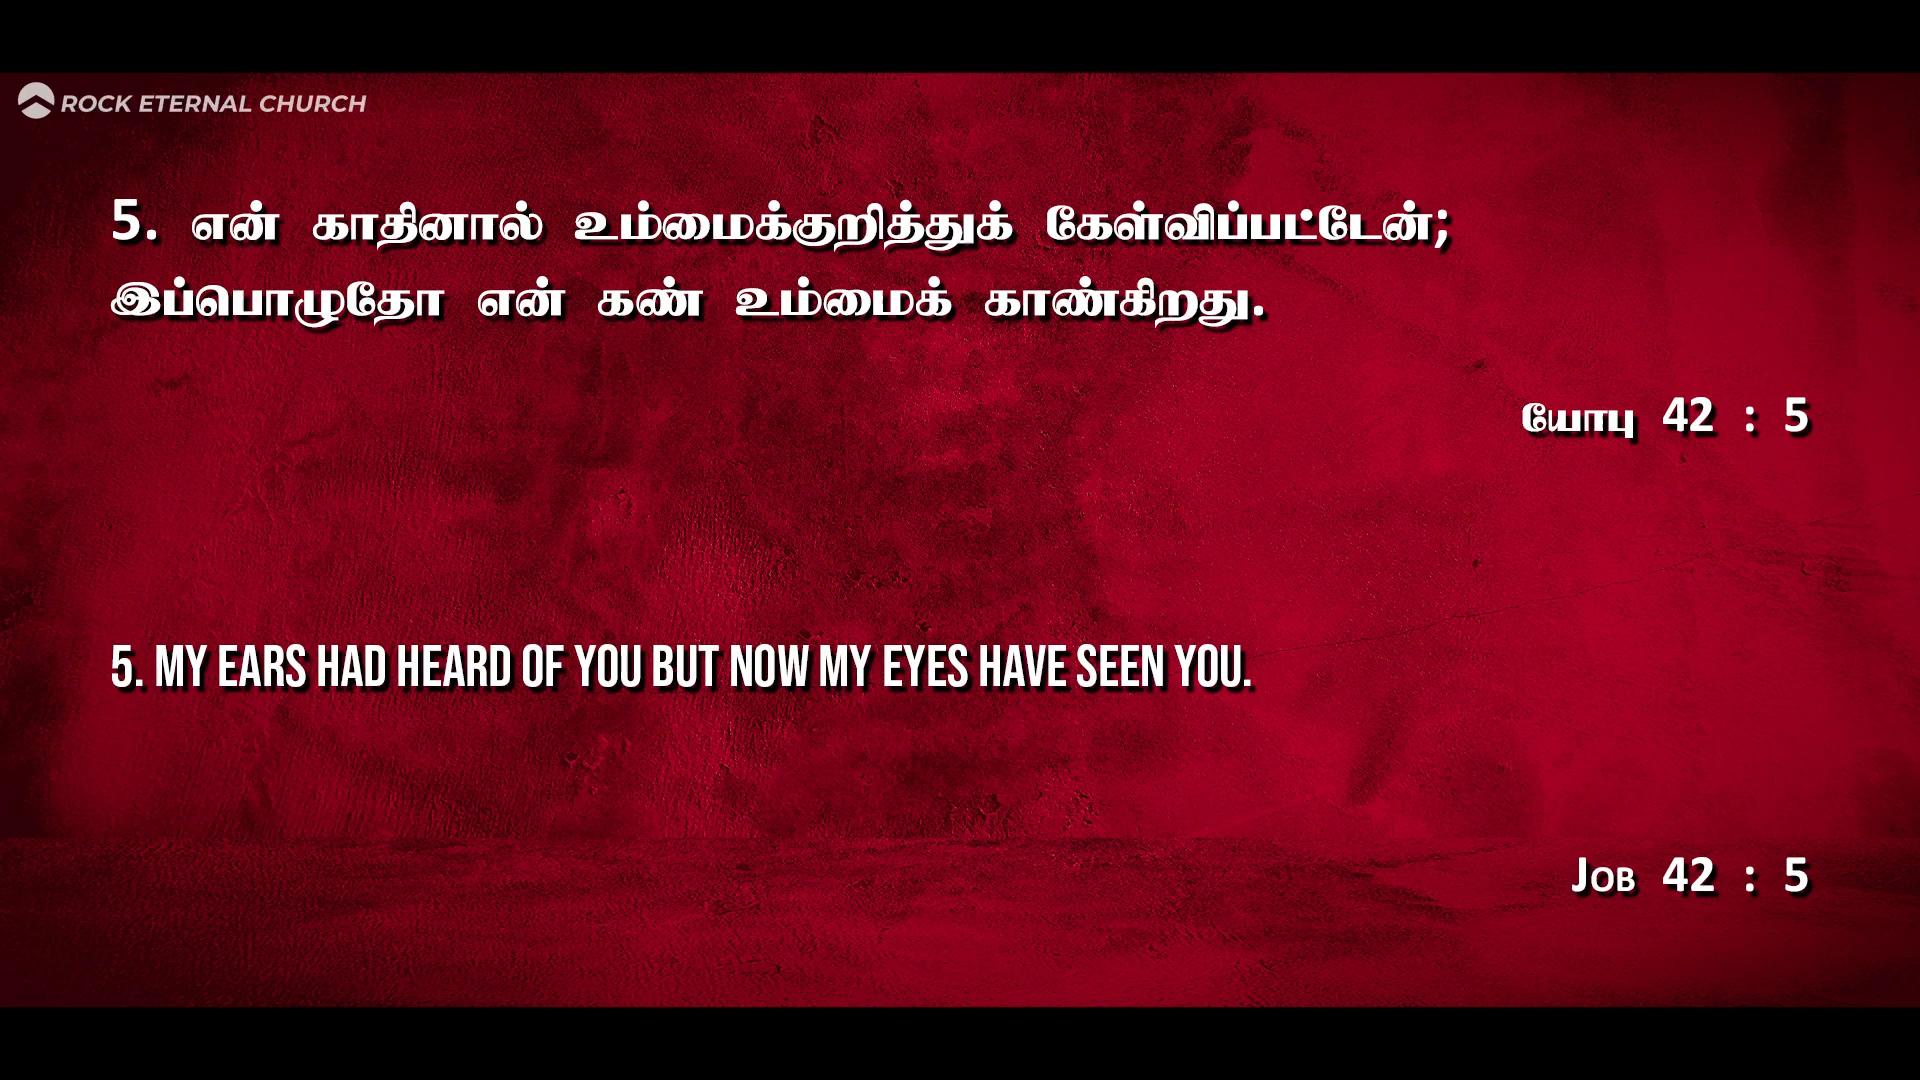 ROCK ETERNAL CHURCH
5. என் காதினால் உம்மைக்குறித்துக் கேள்விப்பட்டேன்;
இப்பொழுதோ என் கண் உம்மைக் காண்கிறது.
யோபு 42 : 5
5. MY EARS HAD HEARD OF YOU BUT NOW MY EYES HAVE SEEN YOU.
Job 42 : 5